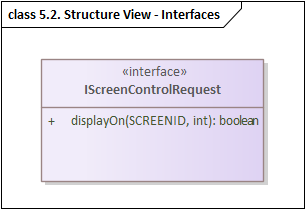 class 5.2. Structure View - Interfaces
«interface»
IScreenControlRequest
+ displayOn(SCREENID, int): boolean